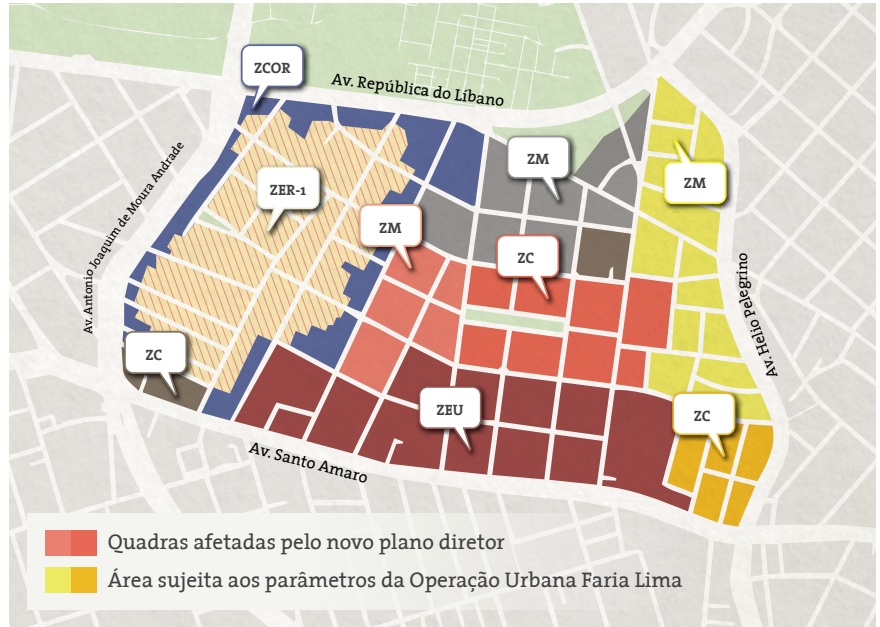 ZCOR
Av. República do Líbano
ZM
ZM
ZER-1
ZM
ZC
Av. Antonio Joaquim de Moura Andrade
Av. Helio Pelegrino
ZC
ZEU
ZC
Av. Santo Amaro
Quadras afetadas pelo novo plano diretor
Área sujeita aos parâmetros da Operação Urbana Faria Lima